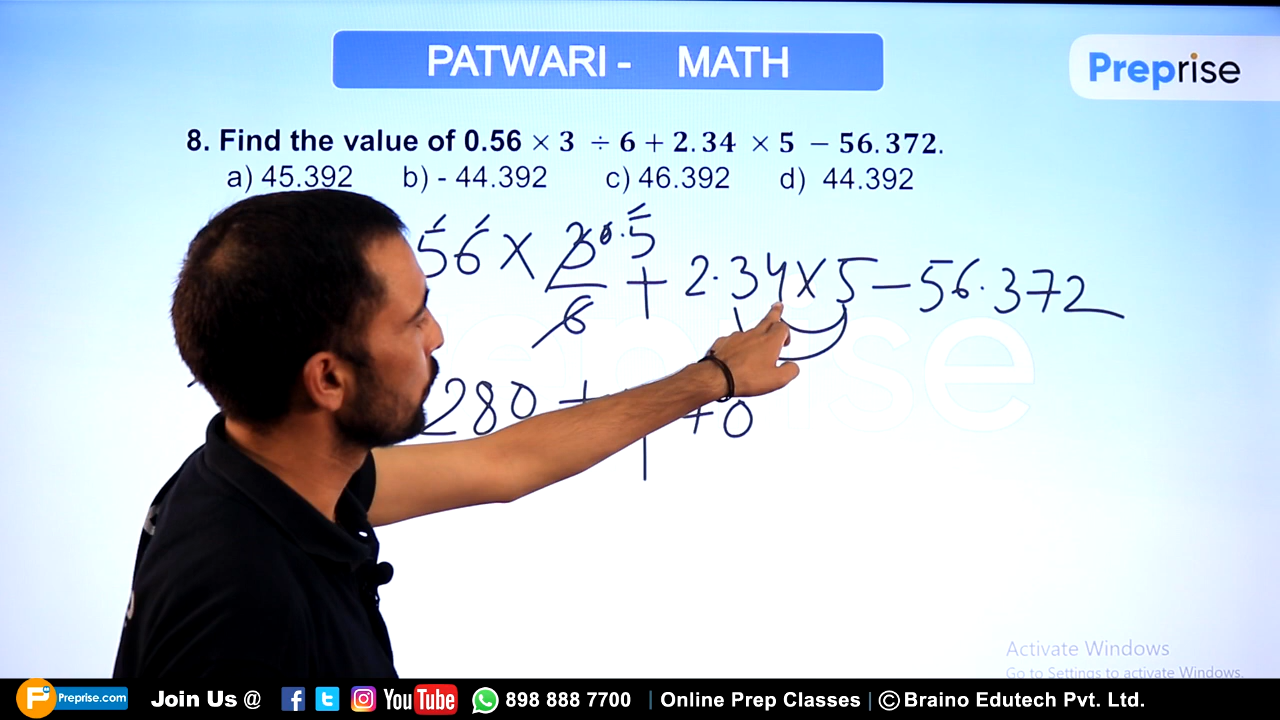 PATWARI - MATH
Preprise
8. Find the value of 0.56 × 3 ÷ 6 + 2.34 × 5 − 56.372.
a) 45.392 b) - 44.392 c) 46.392 d) 44.392
56 × 3 0.5
6 + 2.34 × 5 − 56.372
280 + 70
Activate Windows
Go to Settings to activate Windows.
Preprise.com Join Us @ You Tube 898 888 7700 | Online Prep Classes | © Braino Edutech Pvt. Ltd.